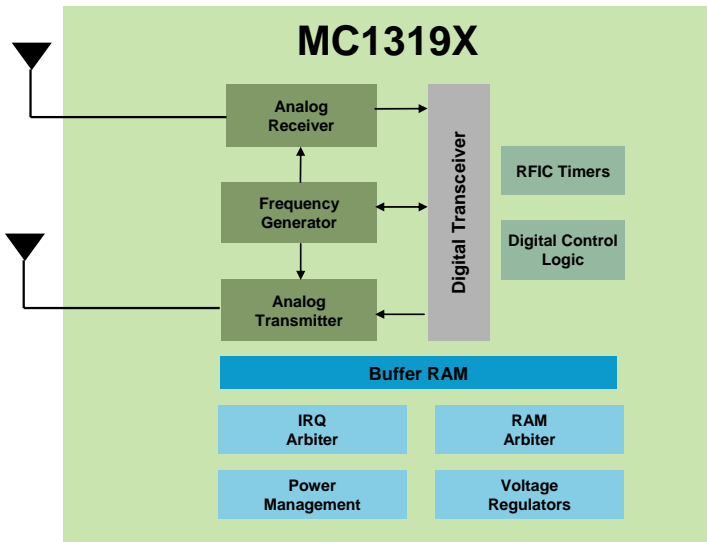 MC1319X
Analog
Receiver
Frequency
Generator
Analog
Transmitter
Digital Transceiver
RFIC Timers
Digital Control
Logic
Buffer RAM
IRQ
Arbiter
RAM
Arbiter
Power
Management
Voltage
Regulators